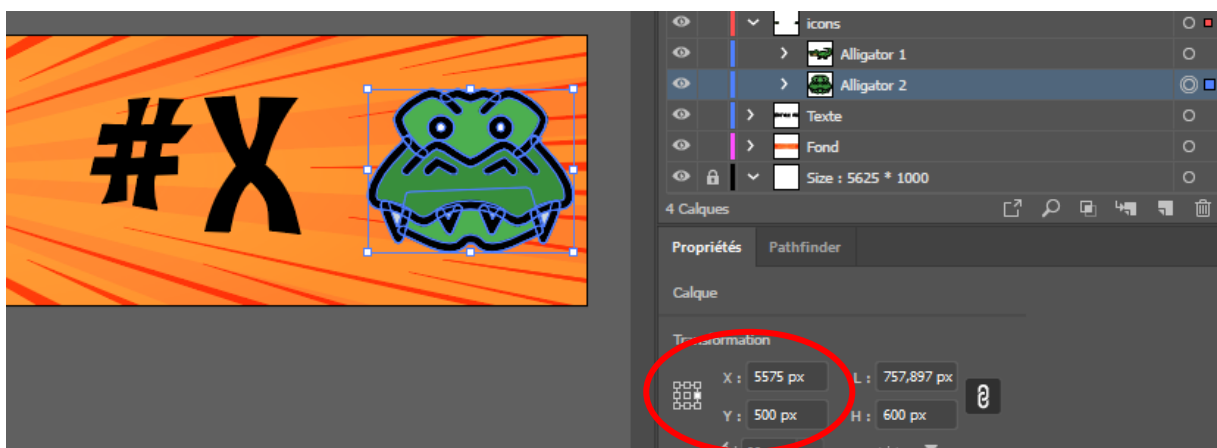 #X
icons
Alligator 1
Alligator 2
Texte
Fond
Size : 5625 * 1000
4 Calques
Propriétés Pathfinder
Calque
Transformation
X : 5575 px L : 757,897 px
Y : 500 px H : 600 px